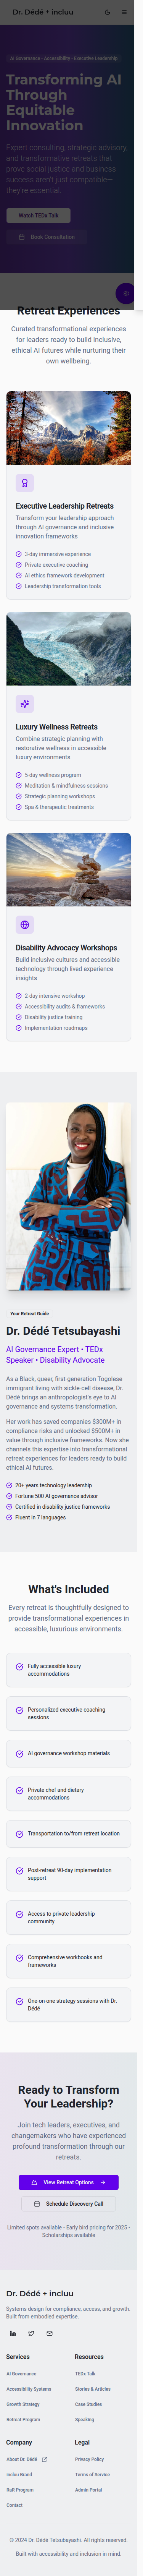 Dr. Dédé + incluu
AI Governance • Accessibility • Executive Leadership
Transforming AI
Through
Equitable
Innovation
Expert consulting, strategic advisory,
and transformative retreats that
prove social justice and business
success aren't just compatible—
they're essential.
Watch TEDx Talk
Book Consultation
Retreat Experiences
Curated transformational experiences
for leaders ready to build inclusive,
ethical AI futures while nurturing their
own wellbeing.
Executive Leadership Retreats
Transform your leadership approach
through AI governance and inclusive
innovation frameworks
3-day immersive experience
Private executive coaching
AI ethics framework development
Leadership transformation tools
Luxury Wellness Retreats
Combine strategic planning with
restorative wellness in accessible
luxury environments
5-day wellness program
Meditation & mindfulness sessions
Strategic planning workshops
Spa & therapeutic treatments
Disability Advocacy Workshops
Build inclusive cultures and accessible
technology through lived experience
insights
2-day intensive workshop
Accessibility audits & frameworks
Disability justice training
Implementation roadmaps
Your Retreat Guide
Dr. Dédé Tetsubayashi
AI Governance Expert • TEDx
Speaker • Disability Advocate
As a Black, queer, first-generation Togolese
immigrant living with sickle-cell disease, Dr.
Dédé brings an anthropologist's eye to AI
governance and systems transformation.
Her work has saved companies $300M+ in
compliance risks and unlocked $500M+ in
value through inclusive frameworks. Now she
channels this expertise into transformational
retreat experiences for leaders ready to build
ethical AI futures.
20+ years technology leadership
Fortune 500 AI governance advisor
Certified in disability justice frameworks
Fluent in 7 languages
What's Included
Every retreat is thoughtfully designed to
provide transformational experiences in
accessible, luxurious environments.
Fully accessible luxury
accommodations
Personalized executive coaching
sessions
AI governance workshop materials
Private chef and dietary
accommodations
Transportation to/from retreat location
Post-retreat 90-day implementation
support
Access to private leadership
community
Comprehensive workbooks and
frameworks
One-on-one strategy sessions with Dr.
Dédé
Ready to Transform
Your Leadership?
Join tech leaders, executives, and
changemakers who have experienced
profound transformation through our
retreats.
View Retreat Options
Schedule Discovery Call
Limited spots available • Early bird pricing for 2025 •
Scholarships available
Dr. Dédé + incluu
Systems design for compliance, access, and growth.
Built from embodied expertise.
Services
AI Governance
Accessibility Systems
Growth Strategy
Retreat Program
Resources
TEDx Talk
Stories & Articles
Case Studies
Speaking
Company
About Dr. Dédé
incluu Brand
RaR Program
Contact
Legal
Privacy Policy
Terms of Service
Admin Portal
© 2024 Dr. Dédé Tetsubayashi. All rights reserved.
Built with accessibility and inclusion in mind.